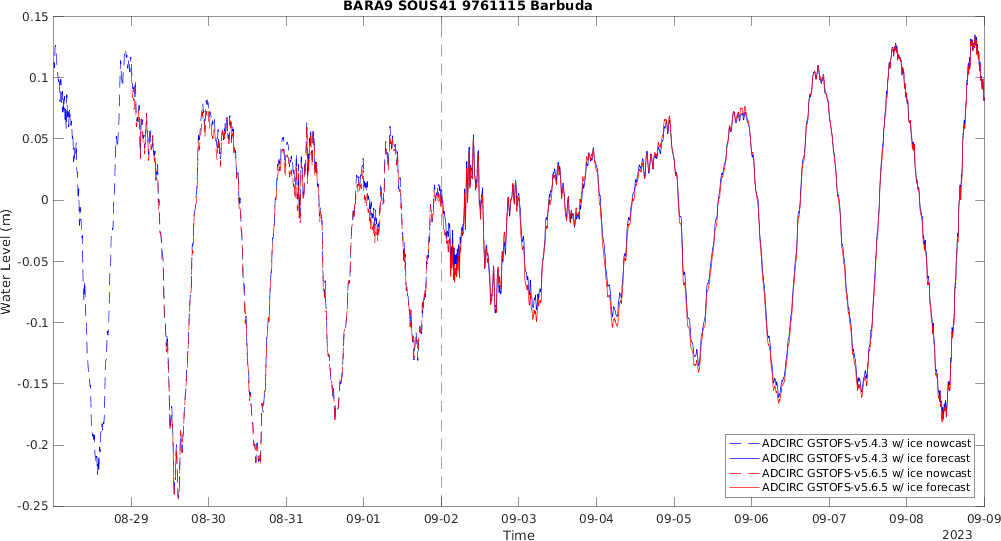 BARA9 SOUS41 9761115 Barbuda
Water Level (m)
0.15
0.1
0.05
0
-0.05
-0.1
-0.15
-0.2
-0.25
ADCIRC GSTOFS-v5.4.3 w/ ice nowcast
ADCIRC GSTOFS-v5.4.3 w/ ice forecast
ADCIRC GSTOFS-v5.6.5 w/ ice nowcast
ADCIRC GSTOFS-v5.6.5 w/ ice forecast
08-29 08-30 08-31 09-01 09-02 09-03 09-04 09-05 09-06 09-07 09-08 09-09
Time
2023